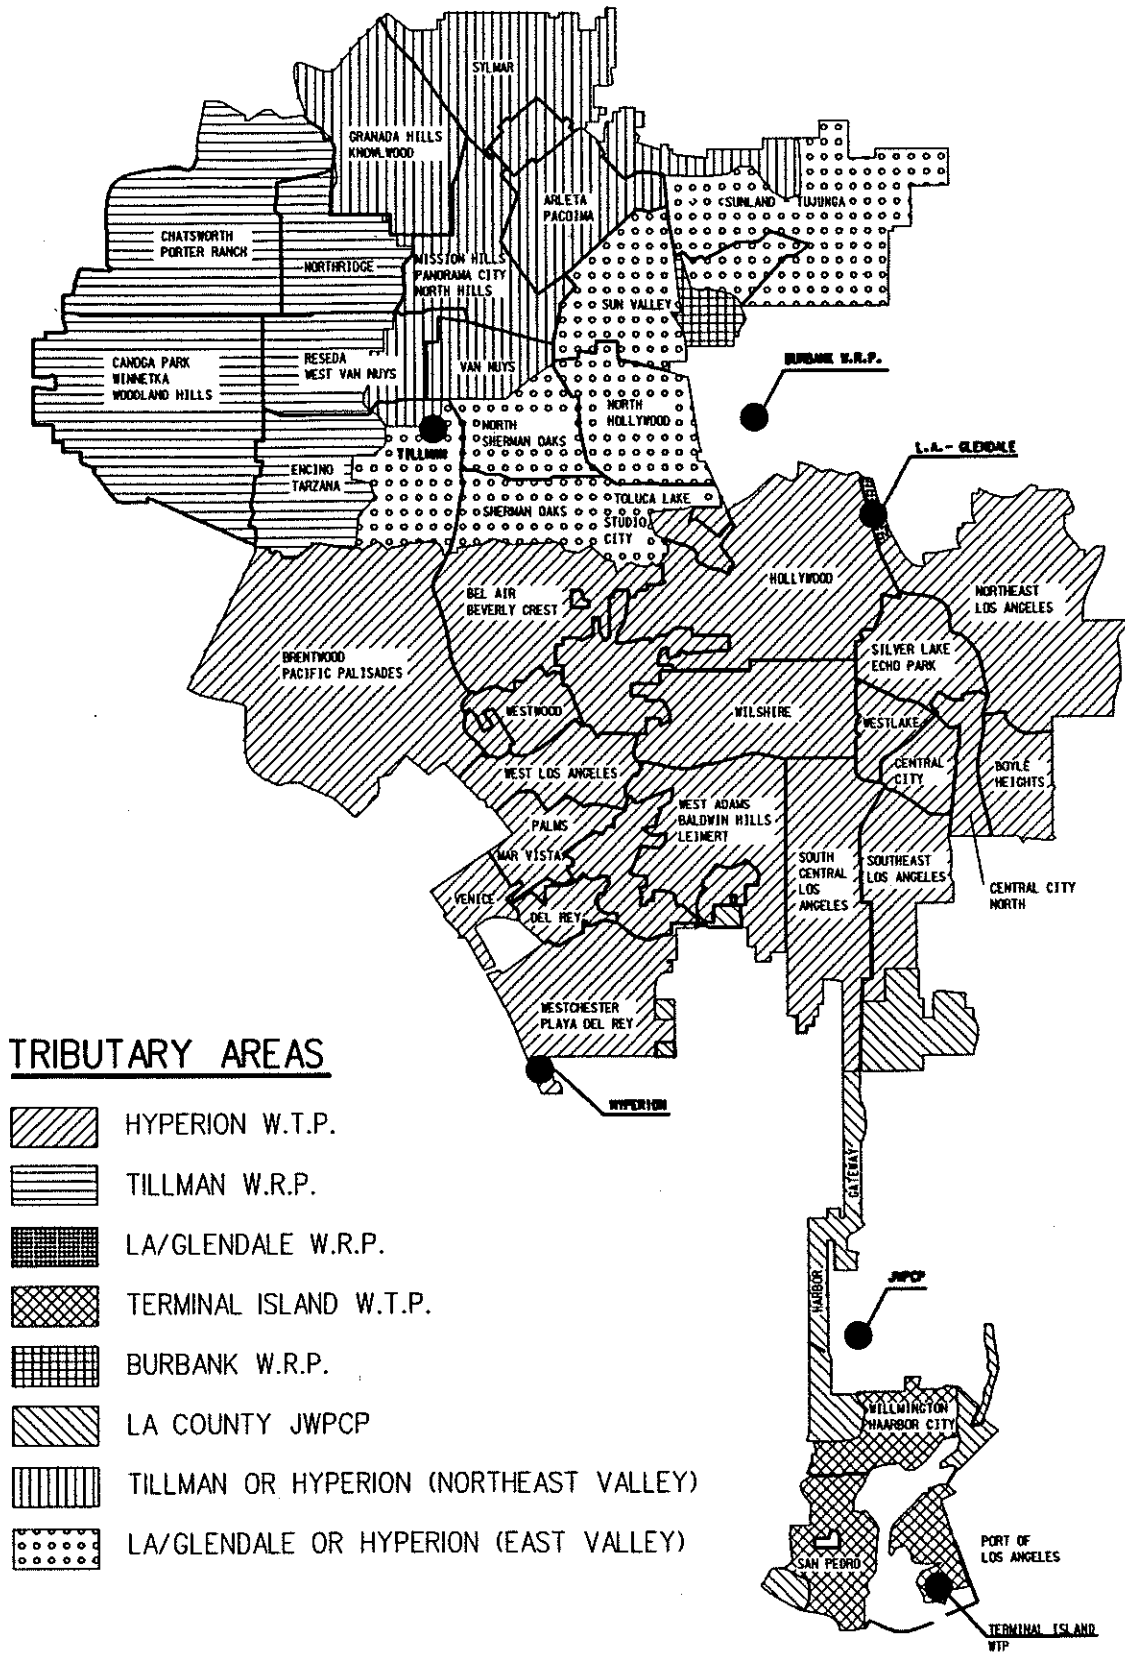 SYLMAR
GRANADA HILLS
KNOWLWOOD
ARLETA
PACOIMA
SUNLAND TUJUNGA
CHATSWORTH
PORTER RANCH
NORTHRIDGE
MISSION HILLS
PANORAMA CITY
NORTH HILLS
SUN VALLEY
CANOGA PARK
WINNETKA
WOODLAND HILLS
RESEDA
WEST VAN NUYS
VAN NUYS
BURBANK W.R.P.
NORTH
HOLLYWOOD
NORTH
SHERMAN OAKS
TILLMAN
L.A.- GLENDALE
ENCINO
TARZANA
SHERMAN OAKS
TOLUCA LAKE
STUDIO
CITY
HOLLYWOOD
BEL AIR
BEVERLY CREST
NORTHEAST
LOS ANGELES
BRENTWOOD
PACIFIC PALISADES
SILVER LAKE
ECHO PARK
WESTWOOD
WILSHIRE
WESTLAKE
WEST LOS ANGELES
CENTRAL
CITY
BOYLE
HEIGHTS
PALMS
MAR VISTA
WEST ADAMS
BALDWIN HILLS
LEIMERT
SOUTH
CENTRAL
LOS
ANGELES
SOUTHEAST
LOS ANGELES
CENTRAL CITY
NORTH
VENICE
DEL REY
WESTCHESTER
PLAYA DEL REY
HYPERION
GATEWAY
HARBOR
JWPCP
WILLMINGTON
HAARBOR CITY
SAN PEDRO
PORT OF
LOS ANGELES
TERMINAL ISLAND
WTP
TRIBUTARY AREAS
HYPERION W.T.P.
TILLMAN W.R.P.
LA/GLENDALE W.R.P.
TERMINAL ISLAND W.T.P.
BURBANK W.R.P.
LA COUNTY JWPCP
TILLMAN OR HYPERION (NORTHEAST VALLEY)
LA/GLENDALE OR HYPERION (EAST VALLEY)